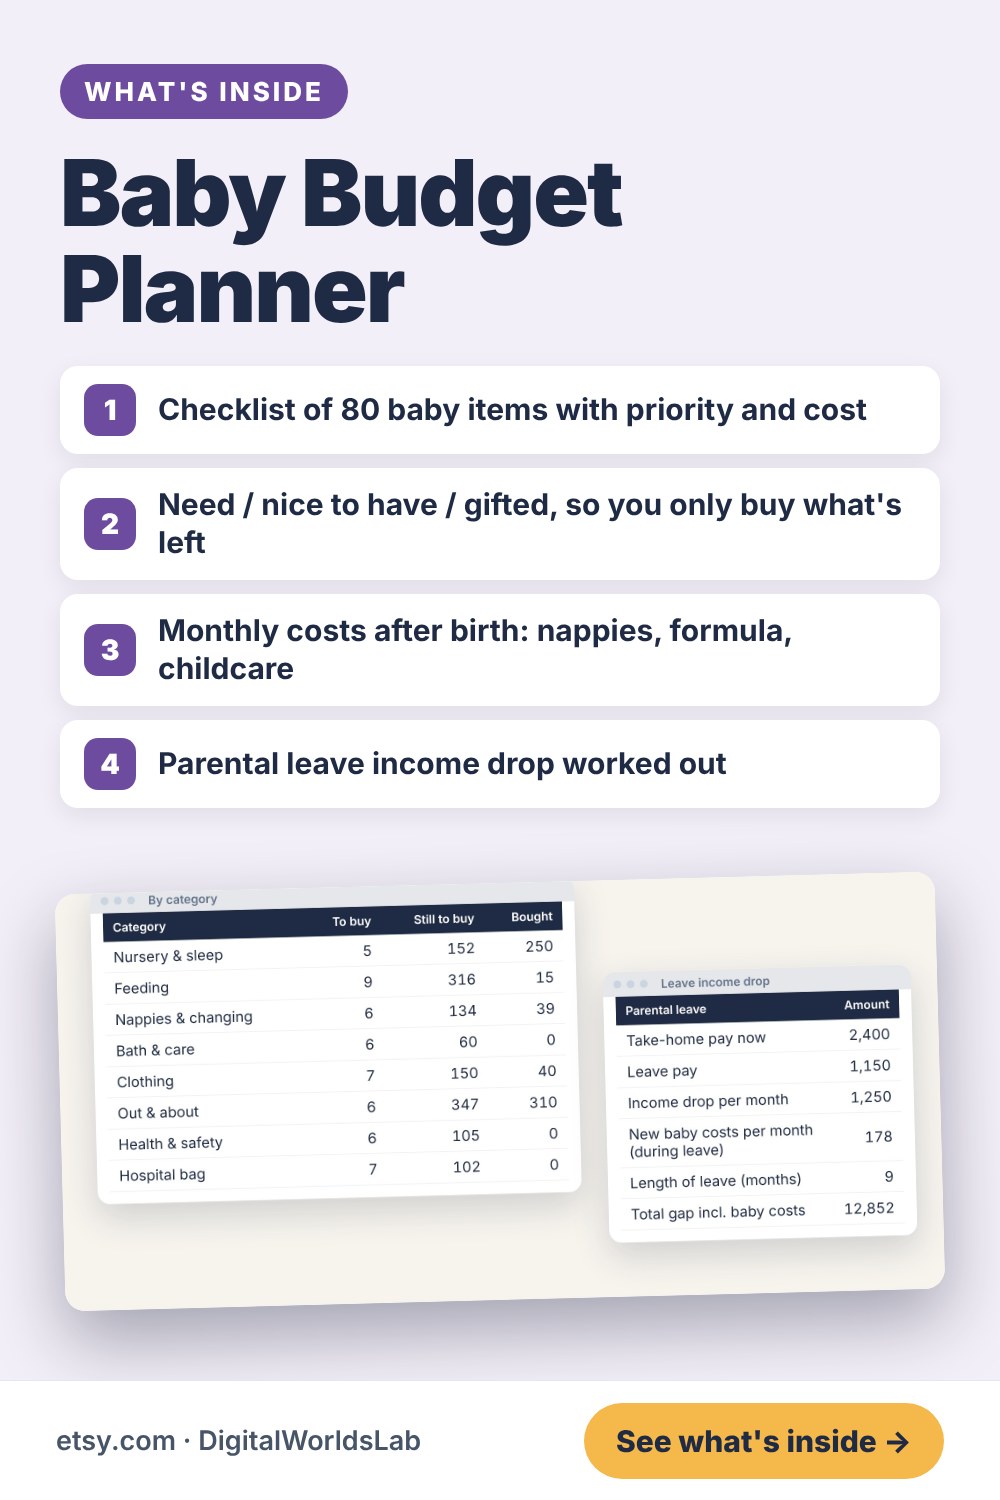 WHAT'S INSIDE
Baby Budget
Planner
1 Checklist of 80 baby items with priority and cost
2 Need / nice to have / gifted, so you only buy what's
left
3 Monthly costs after birth: nappies, formula,
childcare
4 Parental leave income drop worked out
By category
Category To buy Still to buy Bought
Nursery & sleep 5 152 250
Feeding 9 316 15
Nappies & changing 6 134 39
Bath & care 6 60 0
Clothing 7 150 40
Out & about 6 347 310
Health & safety 6 105 0
Hospital bag 7 102 0
Leave income drop
Parental leave Amount
Take-home pay now 2,400
Leave pay 1,150
Income drop per month 1,250
New baby costs per month
(during leave) 178
Length of leave (months) 9
Total gap incl. baby costs 12,852
etsy.com · DigitalWorldsLab
See what's inside →